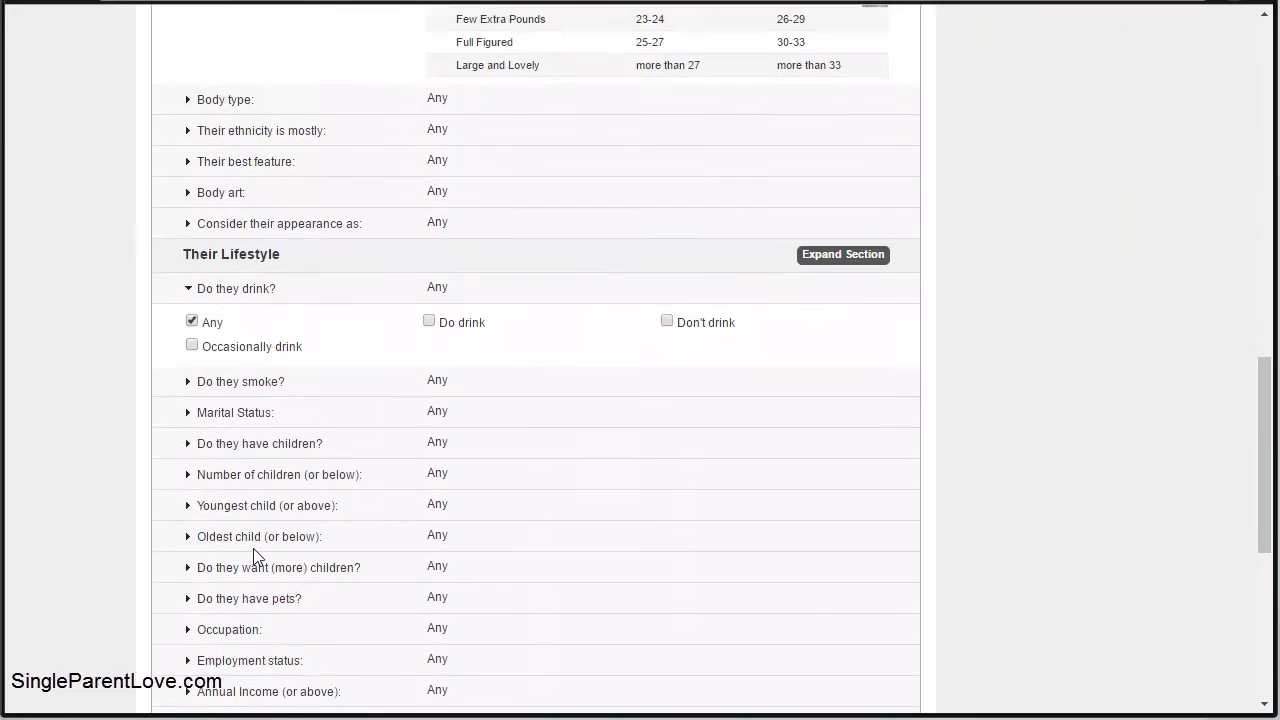 Few Extra Pounds 23-24 26-29
Full Figured 25-27 30-33
Large and Lovely more than 27 more than 33
Body type: Any
Their ethnicity is mostly: Any
Their best feature: Any
Body art: Any
Consider their appearance as: Any
Their Lifestyle Expand Section
Do they drink? Any
Any Do drink Don't drink
Occasionally drink
Do they smoke? Any
Marital Status: Any
Do they have children? Any
Number of children (or below): Any
Youngest child (or above): Any
Oldest child (or below): Any
Do they want (more) children? Any
Do they have pets? Any
Occupation: Any
Employment status: Any
SingleParentLove.com
Annual Income (or above): Any